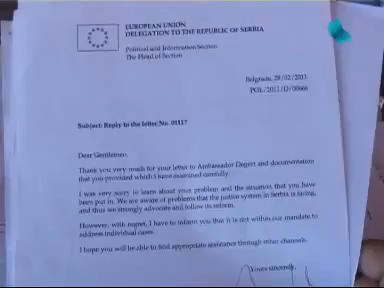 EUROPEAN UNION
DELEGATION TO THE REPUBLIC OF SERBIA
Political and Information Section
The Head of Section
Belgrade, 28/02/2011
POL/2011/D/00666
Subject: Reply to the letter No. 01117
Dear Gentlemen,
Thank you very much for your letter to Ambassador Degert and documentation
that you provided which I have examined carefully.
I was very sorry to learn about your problem and the situation that you have
been put in. We are aware of problems that the justice system in Serbia is facing,
and thus we strongly advocate and follow its reform.
However, with regret, I have to inform you that it is not within our mandate to
address individual cases.
I hope you will be able to find appropriate assistance through other channels.
Yours sincerely,